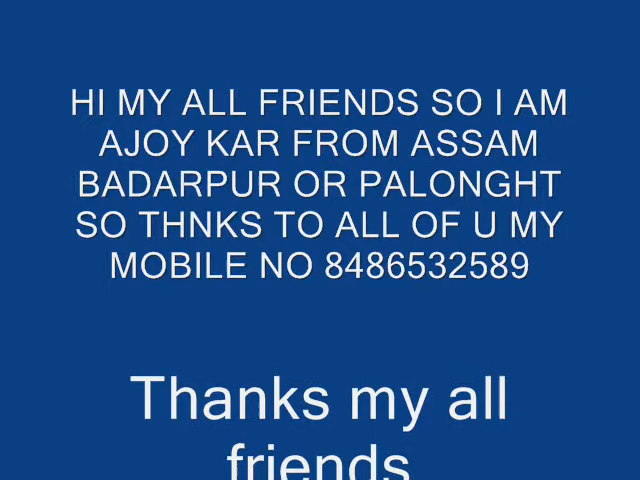 HI MY ALL FRIENDS SO I AM
AJOY KAR FROM ASSAM
BADARPUR OR PALONGHT
SO THNKS TO ALL OF U MY
MOBILE NO 8486532589
Thanks my all
friends